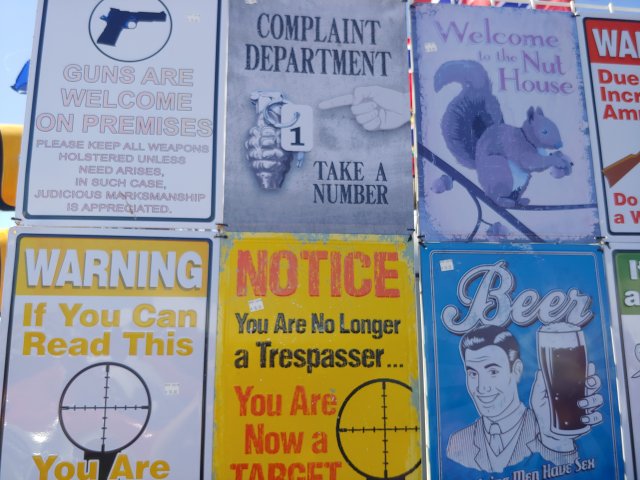 GUNS ARE
WELCOME
ON PREMISES
PLEASE KEEP ALL WEAPONS
HOLSTERED UNLESS
NEED ARISES,
IN SUCH CASE,
JUDICIOUS MARKSMANSHIP
IS APPRECIATED.
COMPLAINT
DEPARTMENT
1
TAKE A
NUMBER
Welcome
to the Nut
House
WAR
Due
Incr
Am
Do
a W
WARNING
If You Can
Read This
You Are
NOTICE
You Are No Longer
a Trespasser...
You Are
Now a
TARGET
Beer
Men Have Sex